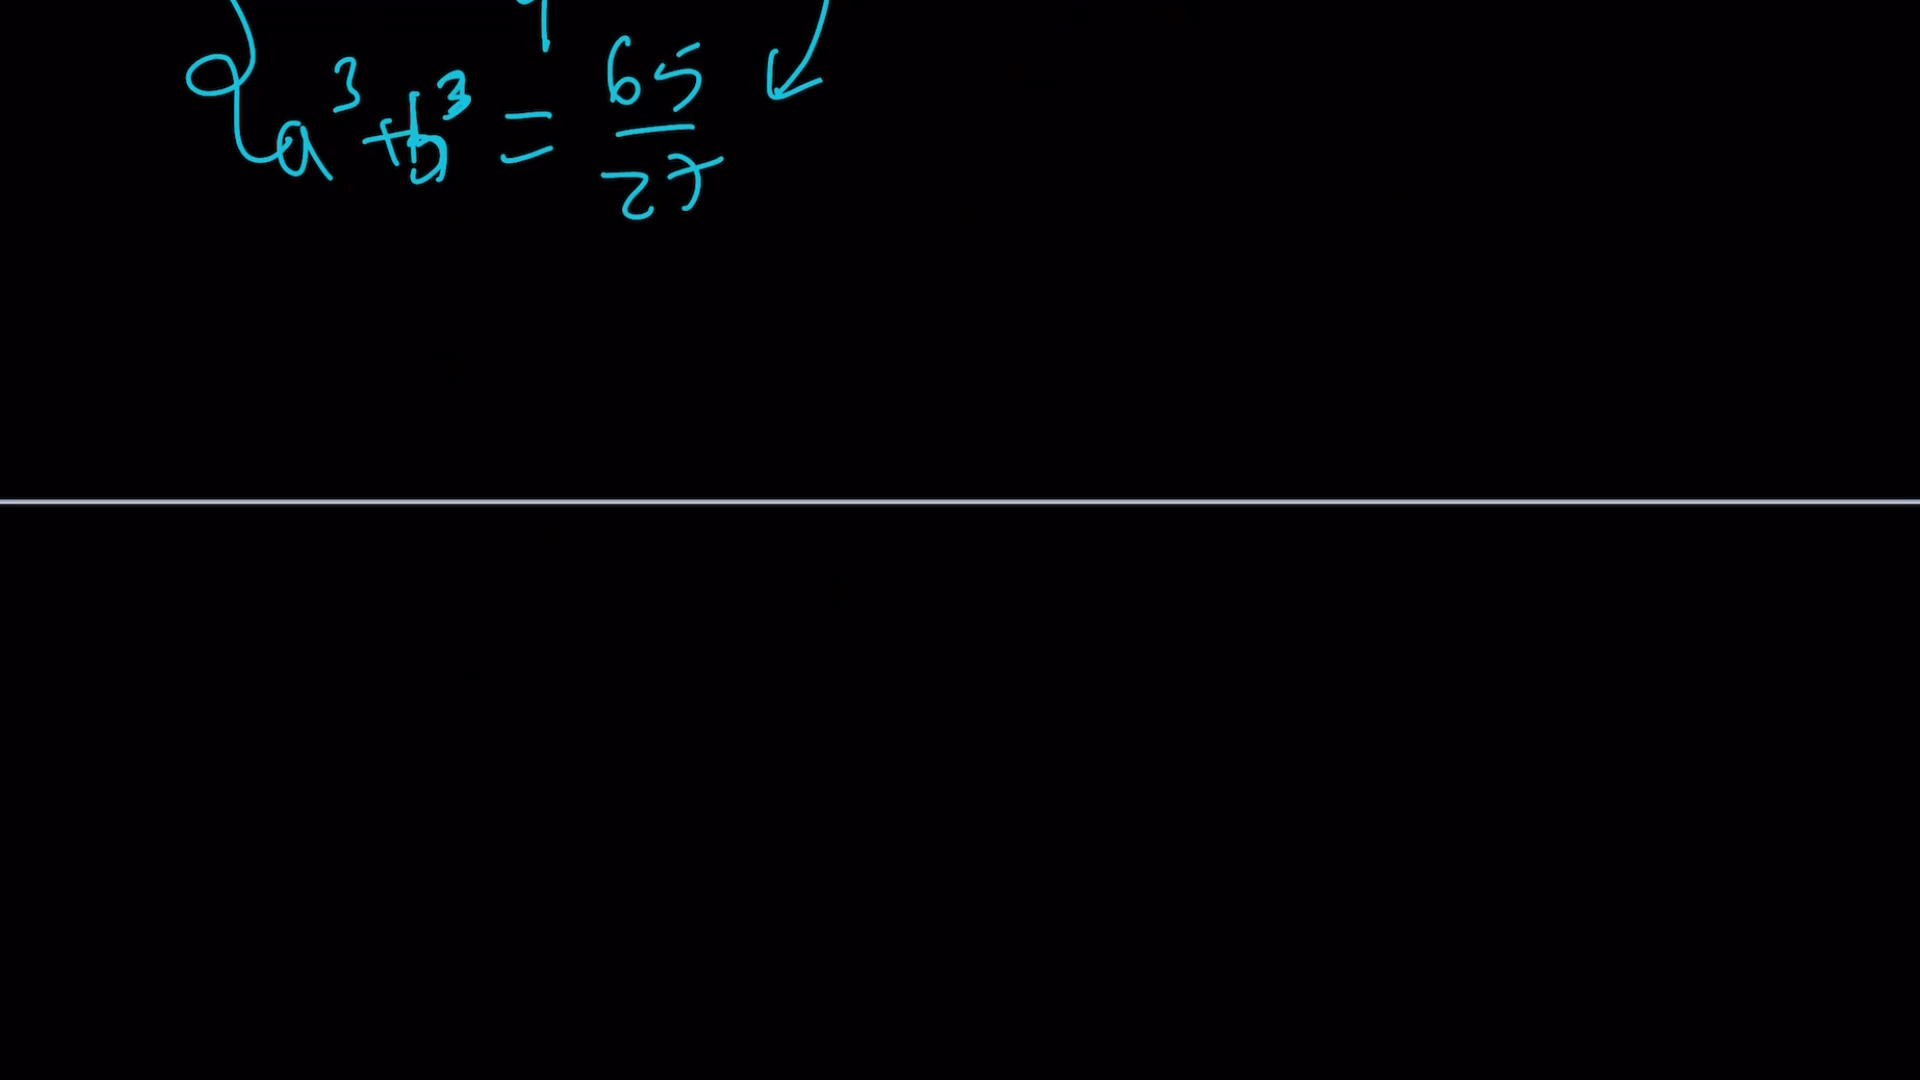 a³+b³ = 65/27